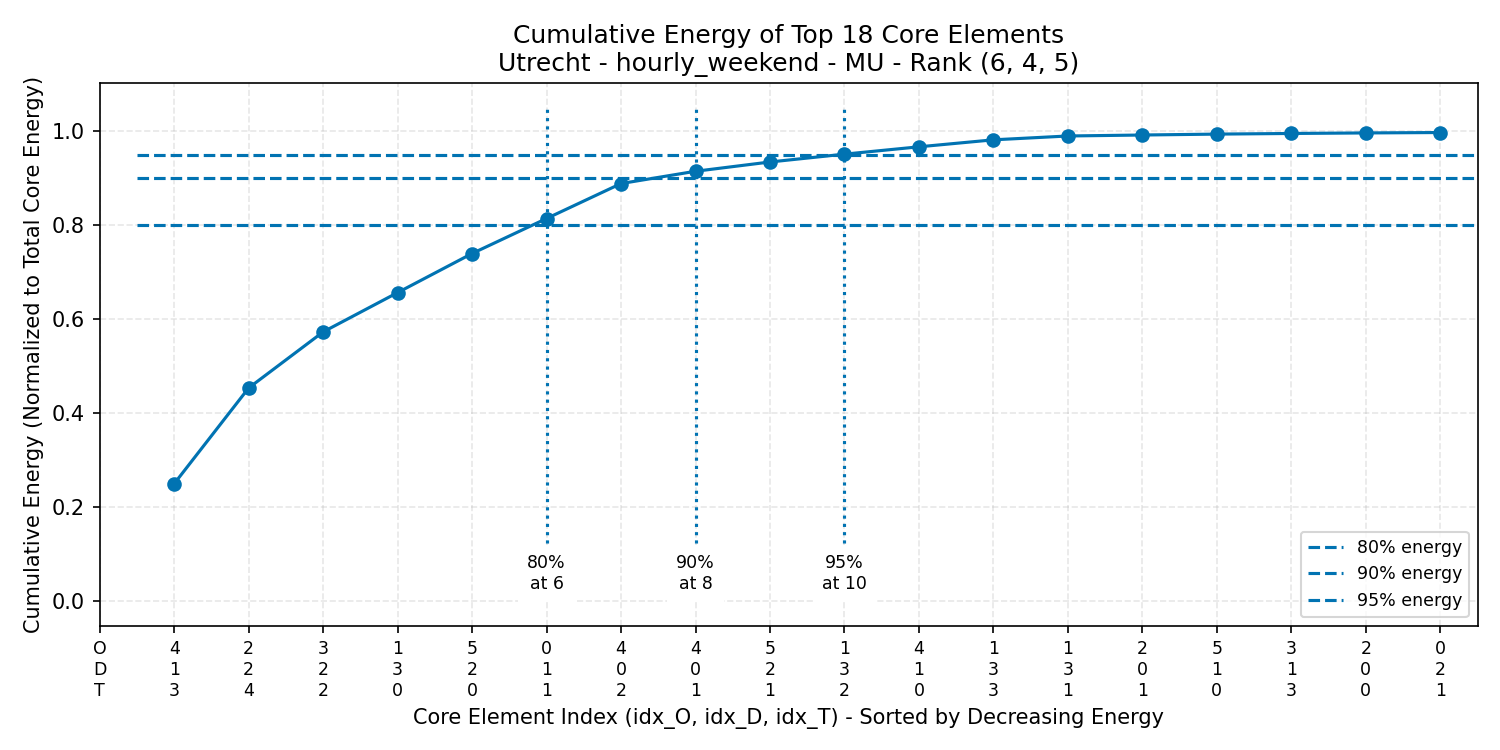 Cumulative Energy of Top 18 Core Elements
Utrecht - hourly_weekend - MU - Rank (6, 4, 5)
Cumulative Energy (Normalized to Total Core Energy)
1.0
0.8
0.6
0.4
0.2
0.0
80%
at 6
90%
at 8
95%
at 10
80% energy
90% energy
95% energy
O 4 2 3 1 5 0 4 4 5 1 4 1 1 2 5 3 2 0
D 1 2 2 3 2 1 0 0 2 3 1 3 3 0 1 1 0 2
T 3 4 2 0 0 1 2 1 1 2 0 3 1 1 0 3 0 1
Core Element Index (idx_O, idx_D, idx_T) - Sorted by Decreasing Energy